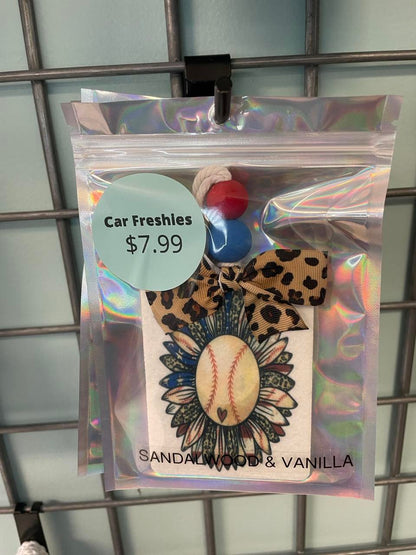 Car Freshies
$7.99
SANDALWOOD & VANILLA